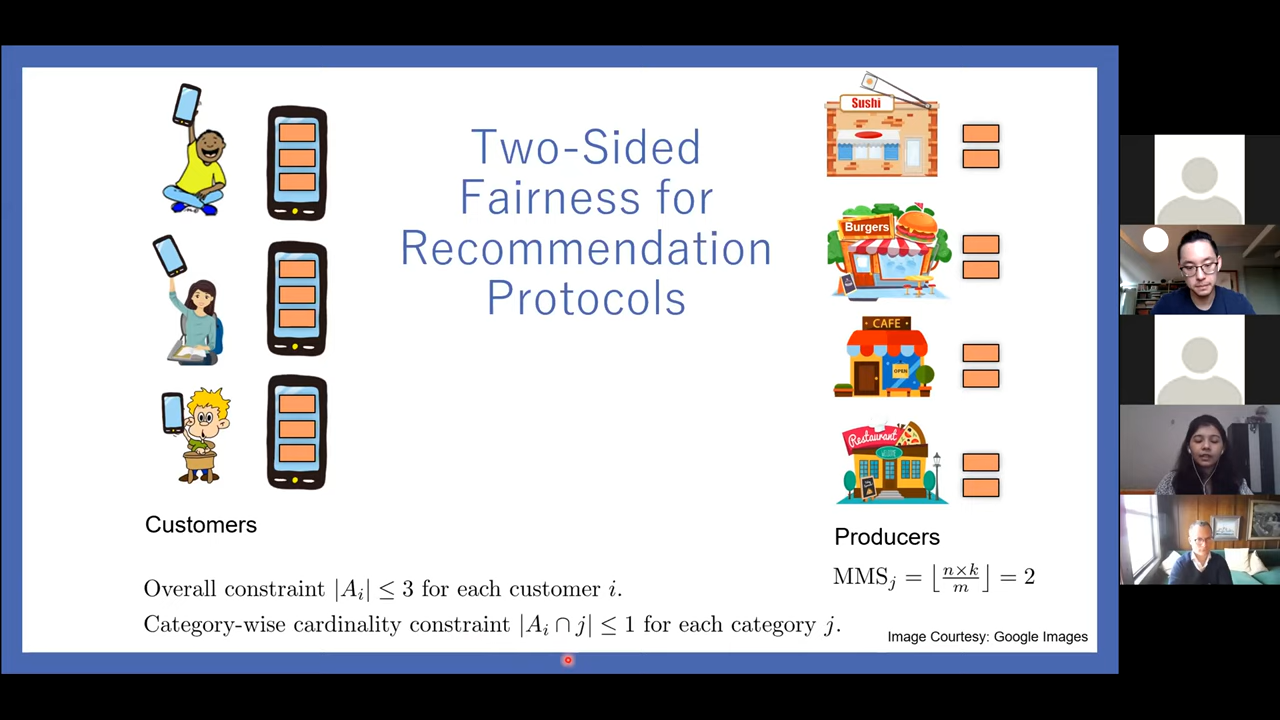 Two-Sided
Fairness for
Recommendation
Protocols
Sushi
Burgers
CAFE
OPEN
Restaurant
WELCOME
Customers
Producers
MMS_j = ⌊n×k/m⌋ = 2
Overall constraint |A_i| ≤ 3 for each customer i.
Category-wise cardinality constraint |A_i ∩ j| ≤ 1 for each category j.
Image Courtesy: Google Images